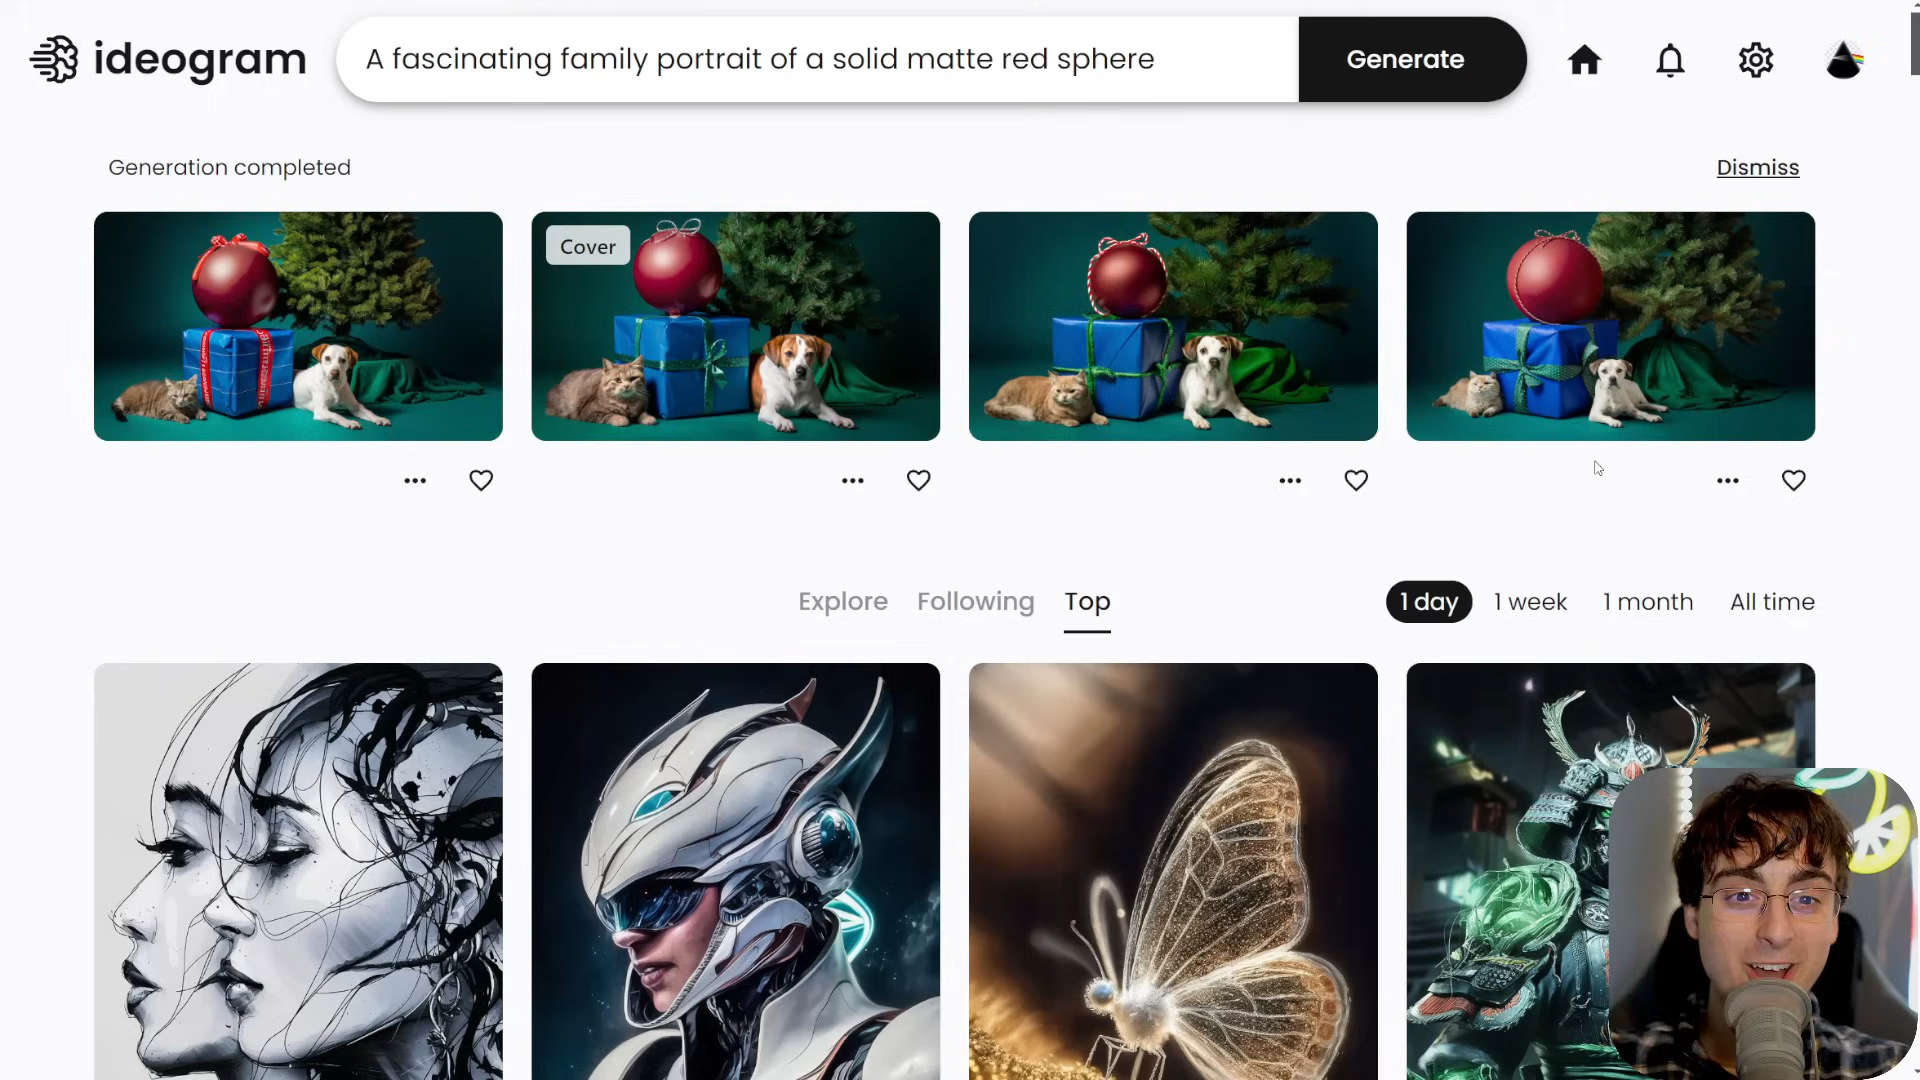 ideogram
A fascinating family portrait of a solid matte red sphere
Generate
Generation completed
Dismiss
Cover
Explore
Following
Top
1 day
1 week
1 month
All time